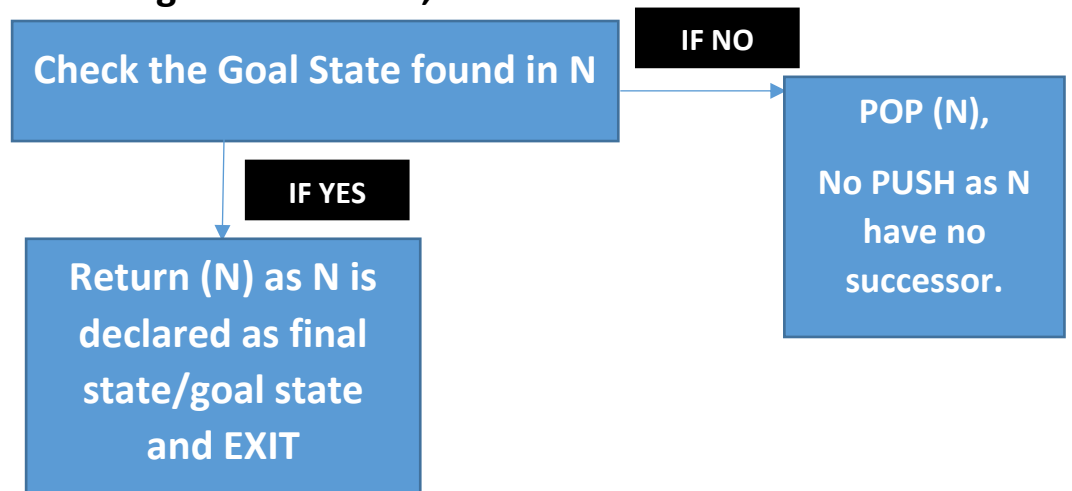 Check the Goal State found in N
IF NO
POP (N),
No PUSH as N
have no
successor.
IF YES
Return (N) as N is
declared as final
state/goal state
and EXIT